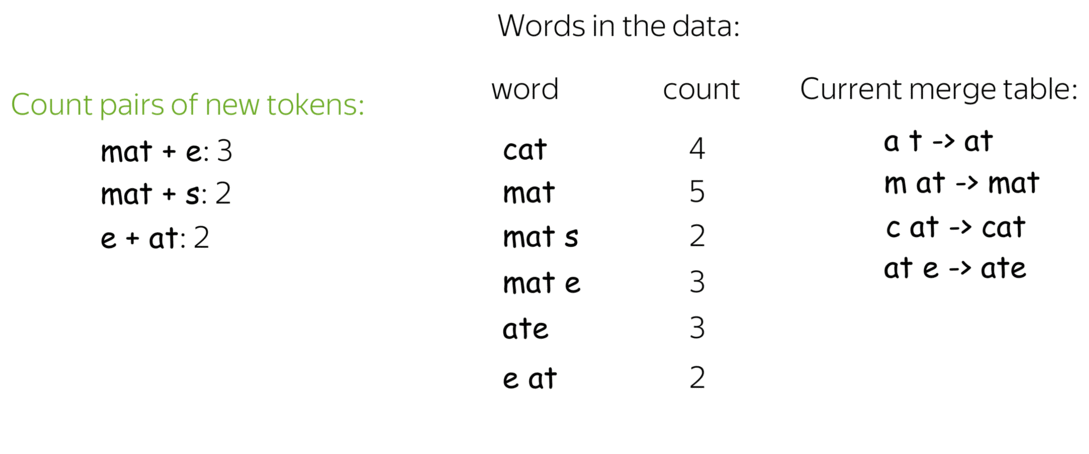 Words in the data:
Count pairs of new tokens:
mat + e: 3
mat + s: 2
e + at: 2
word count
cat 4
mat 5
mat s 2
mat e 3
ate 3
e at 2
Current merge table:
a t -> at
m at -> mat
c at -> cat
at e -> ate